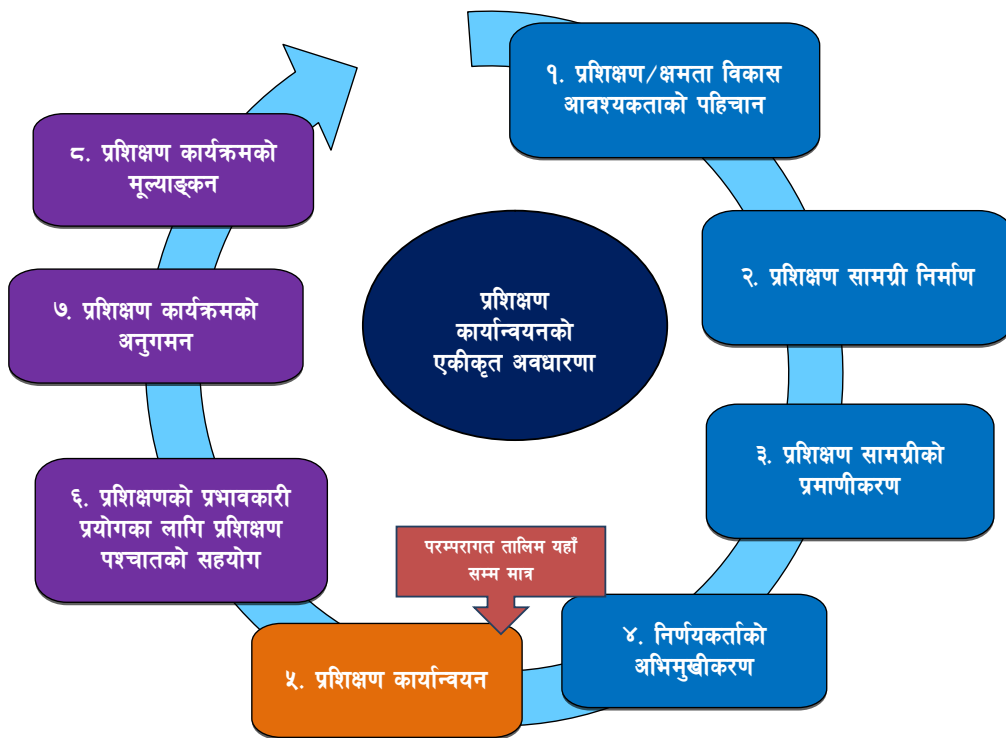 १. प्रशिक्षण/क्षमता विकास
आवश्यकताको पहिचान
८. प्रशिक्षण कार्यक्रमको
मूल्याङ्कन
२. प्रशिक्षण सामग्री निर्माण
प्रशिक्षण
कार्यान्वयनको
एकीकृत अवधारणा
७. प्रशिक्षण कार्यक्रमको
अनुगमन
३. प्रशिक्षण सामग्रीको
प्रमाणीकरण
६. प्रशिक्षणको प्रभावकारी
प्रयोगका लागि प्रशिक्षण
पश्चातको सहयोग
परम्परागत तालिम यहाँ
सम्म मात्र
४. निर्णयकर्ताको
अभिमुखीकरण
५. प्रशिक्षण कार्यान्वयन